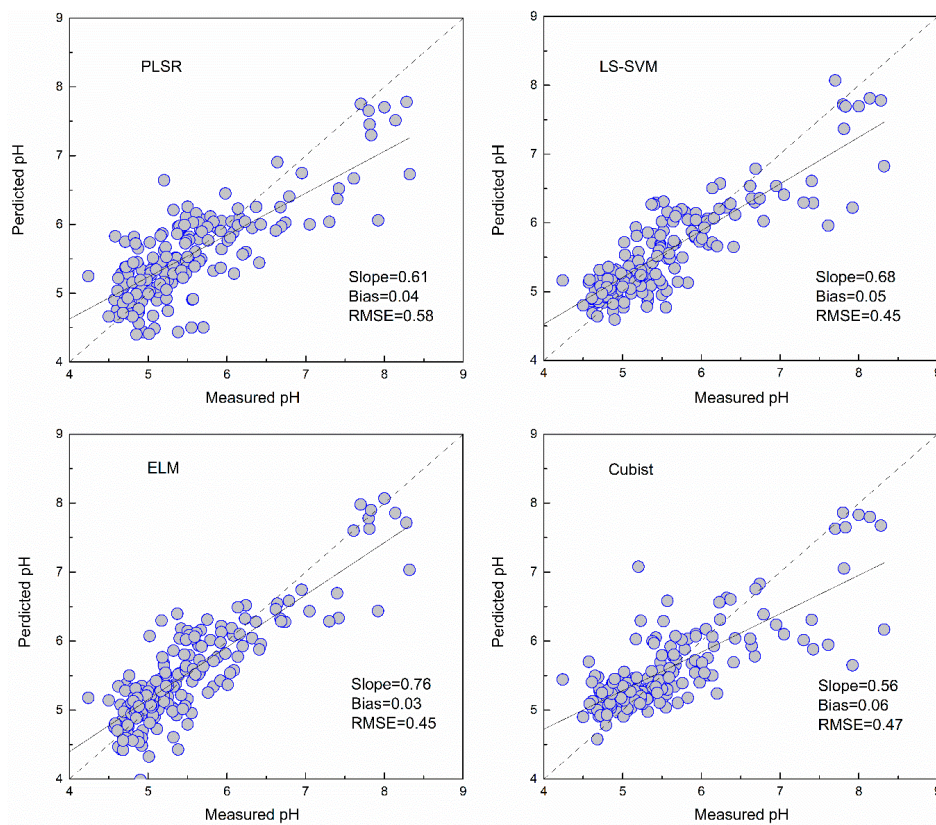 PLSR
9
8
7
6
5
4
Perdicted pH
Slope=0.61
Bias=0.04
RMSE=0.58
4 5 6 7 8 9
Measured pH
LS-SVM
9
8
7
6
5
4
Perdicted pH
Slope=0.68
Bias=0.05
RMSE=0.45
4 5 6 7 8 9
Measured pH
ELM
9
8
7
6
5
4
Perdicted pH
Slope=0.76
Bias=0.03
RMSE=0.45
4 5 6 7 8 9
Measured pH
Cubist
9
8
7
6
5
4
Perdicted pH
Slope=0.56
Bias=0.06
RMSE=0.47
4 5 6 7 8 9
Measured pH